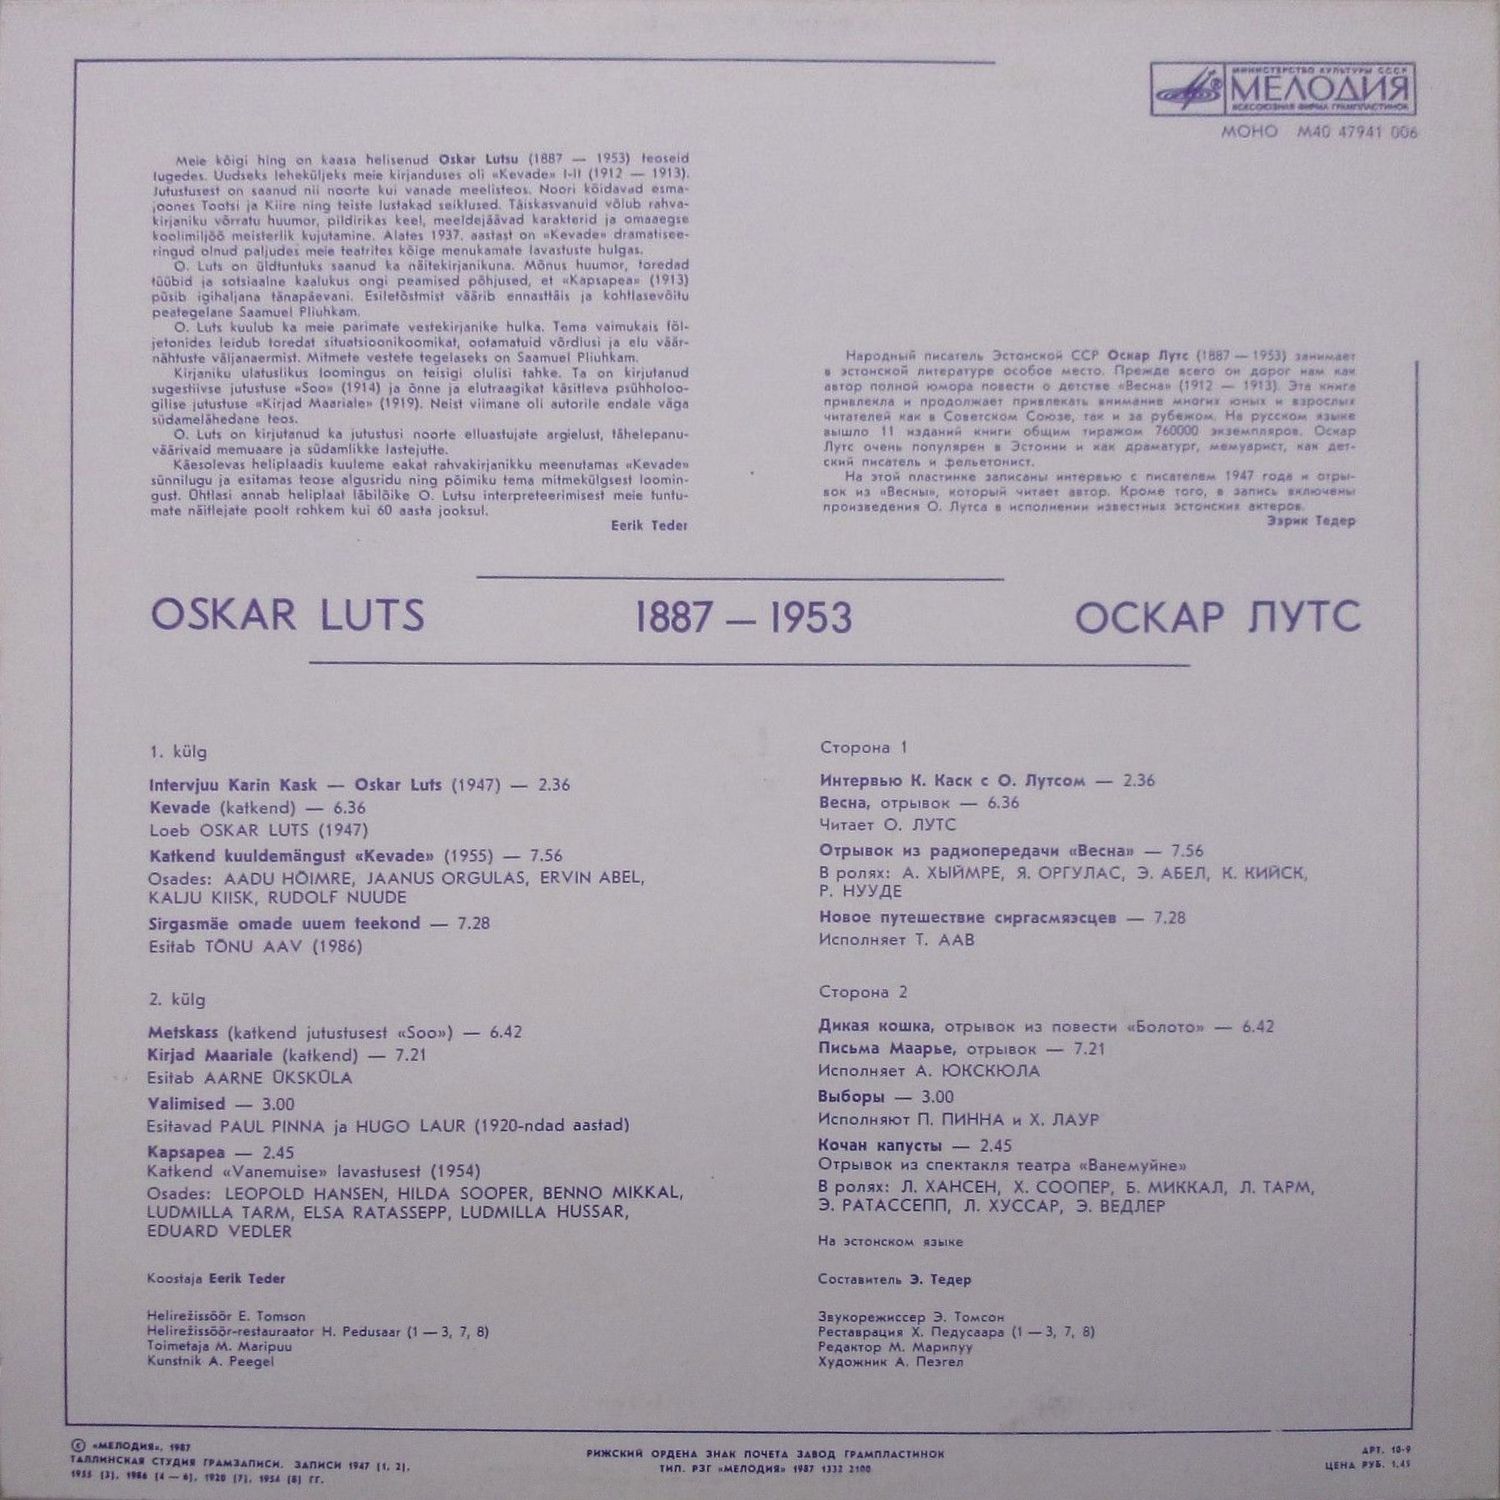 МИНИСТЕРСТВО КУЛЬТУРЫ СССР
МЕЛОДИЯ
ВСЕСОЮЗНАЯ ФИРМА ГРАМПЛАСТИНОК
МОНО М40 47941 006
Meie kõigi hing on kaasa helisenud Oskar Lutsu (1887 — 1953) teoseid
lugedes. Uudseks leheküljeks meie kirjanduses oli «Kevade» I-II (1912 — 1913).
Jutustusest on saanud nii noorte kui vanade meelisteos. Noori köidavad esma-
joones Tootsi ja Kiire ning teiste lustakad seiklused. Täiskasvanuid võlub rahva-
kirjaniku võrratu huumor, pildirikas keel, meeldejäävad karakterid ja omaaegse
koolimiljöö meisterlik kujutamine. Alates 1937. aastast on «Kevade» dramatisee-
ringud olnud paljudes meie teatrites kõige menukamate lavastuste hulgas.
O. Luts on üldtuntuks saanud ka näitekirjanikuna. Mõnus huumor, toredad
tüübid ja sotsiaalne kaalukus ongi peamised põhjused, et «Kapsapea» (1913)
püsib igihaljana tänapäevani. Esiletõstmist väärib ennasttäis ja kohtlasevõitu
peategelane Saamuel Pliuhkam.
O. Luts kuulub ka meie parimate vestekirjanike hulka. Tema vaimukais föl-
jetonides leidub toredat situatsioonikoomikat, ootamatuid võrdlusi ja elu väär-
nähtuste väljanaermist. Mitmete vestete tegelaseks on Saamuel Pliuhkam.
Kirjaniku ulatuslikus loomingus on teisigi olulisi tahke. Ta on kirjutanud
sugestiivse jutustuse «Soo» (1914) ja õnne ja elutraagikat käsitleva psühholoo-
gilise jutustuse «Kirjad Maariale» (1919). Neist viimane oli autorile endale väga
südamelähedane teos.
O. Luts on kirjutanud ka jutustusi noorte elluastujate argielust, tähelepanu-
väärivaid memuaare ja südamlikke lastejutte.
Käesolevas heliplaadis kuuleme eakat rahvakirjanikku meenutamas «Kevade»
sünnilugu ja esitamas teose algusridu ning põimiku tema mitmekülgsest loomin-
gust. Ühtlasi annab heliplaat läbilõike O. Lutsu interpreteerimisest meie tuntu-
mate näitlejate poolt rohkem kui 60 aasta jooksul.
Eerik Teder
Народный писатель Эстонской ССР Оскар Лутс (1887 — 1953) занимает
в эстонской литературе особое место. Прежде всего он дорог нам как
автор полной юмора повести о детстве «Весна» (1912 — 1913). Эта книга
привлекла и продолжает привлекать внимание многих юных и взрослых
читателей как в Советском Союзе, так и за рубежом. На русском языке
вышло 11 изданий книги общим тиражом 760000 экземпляров. Оскар
Лутс очень популярен в Эстонии и как драматург, мемуарист, как дет-
ский писатель и фельетонист.
На этой пластинке записаны интервью с писателем 1947 года и отры-
вок из «Весны», который читает автор. Кроме того, в запись включены
произведения О. Лутса в исполнении известных эстонских актеров.
Ээрик Тедер
OSKAR LUTS 1887 — 1953 ОСКАР ЛУТС
1. külg
Intervjuu Karin Kask — Oskar Luts (1947) — 2.36
Kevade (katkend) — 6.36
Loeb OSKAR LUTS (1947)
Katkend kuuldemängust «Kevade» (1955) — 7.56
Osades: AADU HÕIMRE, JAANUS ORGULAS, ERVIN ABEL,
KALJU KIISK, RUDOLF NUUDE
Sirgasmäe omade uuem teekond — 7.28
Esitab TÕNU AAV (1986)
2. külg
Metskass (katkend jutustusest «Soo») — 6.42
Kirjad Maariale (katkend) — 7.21
Esitab AARNE ÜKSKÜLA
Valimised — 3.00
Esitavad PAUL PINNA ja HUGO LAUR (1920-ndad aastad)
Kapsapea — 2.45
Katkend «Vanemuise» lavastusest (1954)
Osades: LEOPOLD HANSEN, HILDA SOOPER, BENNO MIKKAL,
LUDMILLA TARM, ELSA RATASSEPP, LUDMILLA HUSSAR,
EDUARD VEDLER
Koostaja Eerik Teder
Helirežissöör E. Tomson
Helirežissöör-restauraator H. Pedusaar (1 — 3, 7, 8)
Toimetaja M. Maripuu
Kunstnik A. Peegel
Сторона 1
Интервью К. Каск с О. Лутсом — 2.36
Весна, отрывок — 6.36
Читает О. ЛУТС
Отрывок из радиопередачи «Весна» — 7.56
В ролях: А. ХЫЙМРЕ, Я. ОРГУЛАС, Э. АБЕЛ, К. КИЙСК,
Р. НУУДЕ
Новое путешествие сиргасмяэсцев — 7.28
Исполняет Т. ААВ
Сторона 2
Дикая кошка, отрывок из повести «Болото» — 6.42
Письма Маарье, отрывок — 7.21
Исполняет А. ЮКСКЮЛА
Выборы — 3.00
Исполняют П. ПИННА и Х. ЛАУР
Кочан капусты — 2.45
Отрывок из спектакля театра «Ванемуйне»
В ролях: Л. ХАНСЕН, Х. СООПЕР, Б. МИККАЛ, Л. ТАРМ,
Э. РАТАССЕПП, Л. ХУССАР, Э. ВЕДЛЕР
На эстонском языке
Составитель Э. Тедер
Звукорежиссер Э. Томсон
Реставрация Х. Педусаара (1 — 3, 7, 8)
Редактор М. Марипуу
Художник А. Пеэгел
© «МЕЛОДИЯ», 1987
ТАЛЛИНСКАЯ СТУДИЯ ГРАМЗАПИСИ. ЗАПИСИ 1947 (1, 2),
1955 (3), 1986 (4 — 6), 1920 (7), 1954 (8) ГГ.
РИЖСКИЙ ОРДЕНА ЗНАК ПОЧЕТА ЗАВОД ГРАМПЛАСТИНОК
ТИП. РЗГ «МЕЛОДИЯ» 1987 1332 2100
АРТ. 10-9
ЦЕНА РУБ. 1.45